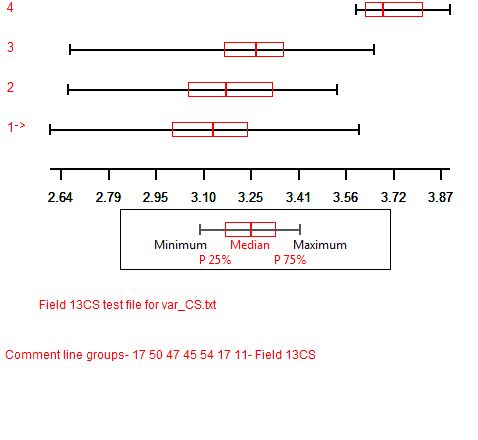 4
3
2
1->
2.64 2.79 2.95 3.10 3.25 3.41 3.56 3.72 3.87
Minimum Median Maximum
P 25% P 75%
Field 13CS test file for var_CS.txt
Comment line groups- 17 50 47 45 54 17 11- Field 13CS